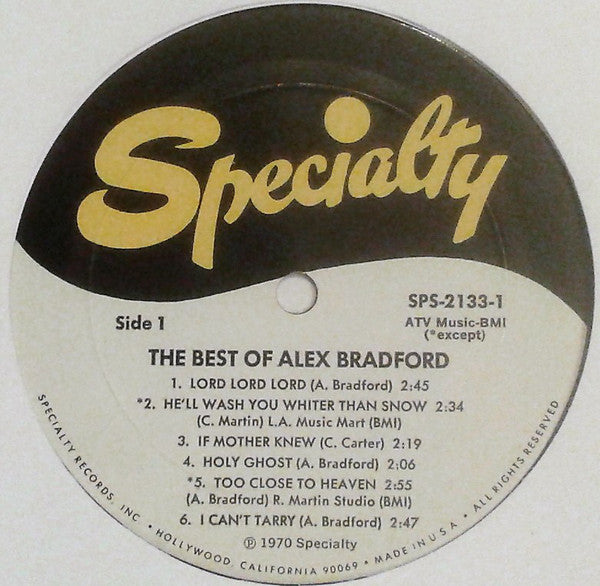 Specialty
SPS-2133-1
Side 1
ATV Music-BMI
(*except)
THE BEST OF ALEX BRADFORD
1. LORD LORD LORD (A. Bradford) 2:45
*2. HE'LL WASH YOU WHITER THAN SNOW 2:34
(C. Martin) L.A. Music Mart (BMI)
3. IF MOTHER KNEW (C. Carter) 2:19
4. HOLY GHOST (A. Bradford) 2:06
*5. TOO CLOSE TO HEAVEN 2:55
(A. Bradford) R. Martin Studio (BMI)
6. I CAN'T TARRY (A. Bradford) 2:47
℗ 1970 Specialty
SPECIALTY RECORDS, INC. • HOLLYWOOD, CALIFORNIA 90069 • MADE IN U.S.A. • ALL RIGHTS RESERVED